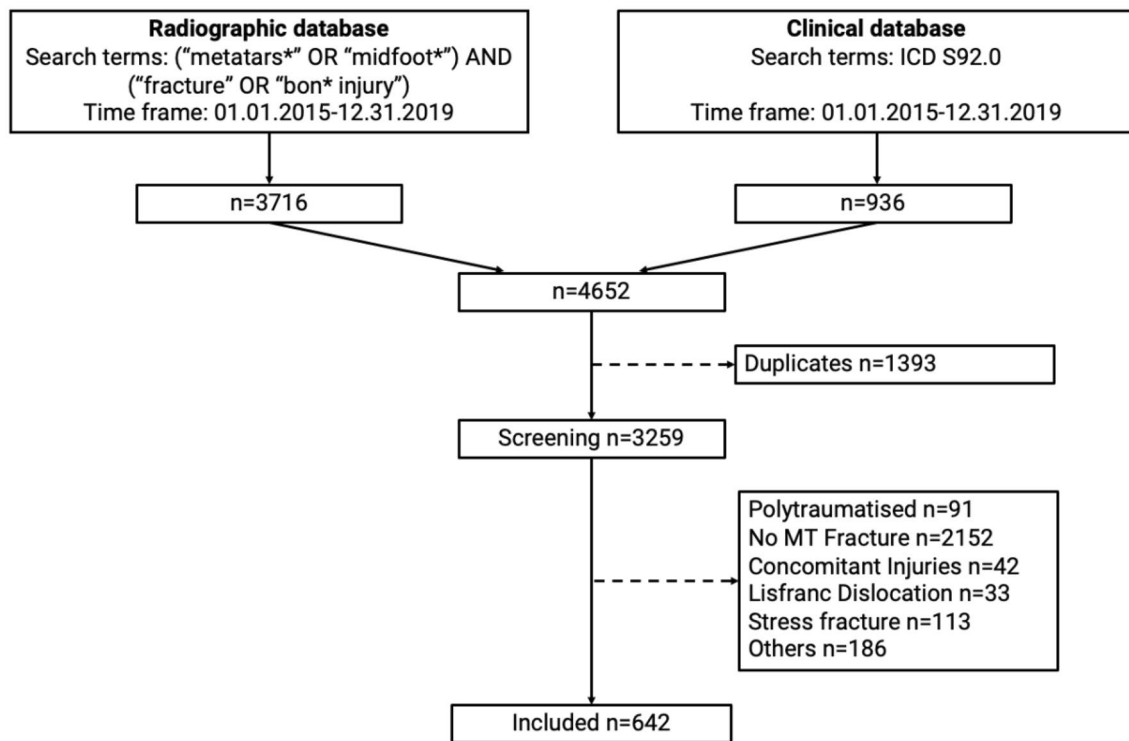 Radiographic database
Search terms: (“metatars*” OR “midfoot*”) AND
(“fracture” OR “bon* injury”)
Time frame: 01.01.2015-12.31.2019
Clinical database
Search terms: ICD S92.0
Time frame: 01.01.2015-12.31.2019
n=3716
n=936
n=4652
Duplicates n=1393
Screening n=3259
Polytraumatised n=91
No MT Fracture n=2152
Concomitant Injuries n=42
Lisfranc Dislocation n=33
Stress fracture n=113
Others n=186
Included n=642